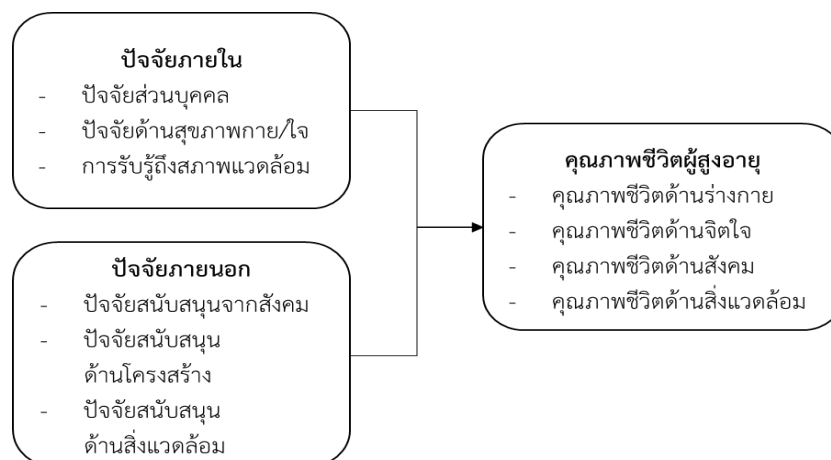 ปัจจัยภายใน
- ปัจจัยส่วนบุคคล
- ปัจจัยด้านสุขภาพกาย/ใจ
- การรับรู้ถึงสภาพแวดล้อม
ปัจจัยภายนอก
- ปัจจัยสนับสนุนจากสังคม
- ปัจจัยสนับสนุน
ด้านโครงสร้าง
- ปัจจัยสนับสนุน
ด้านสิ่งแวดล้อม
คุณภาพชีวิตผู้สูงอายุ
- คุณภาพชีวิตด้านร่างกาย
- คุณภาพชีวิตด้านจิตใจ
- คุณภาพชีวิตด้านสังคม
- คุณภาพชีวิตด้านสิ่งแวดล้อม